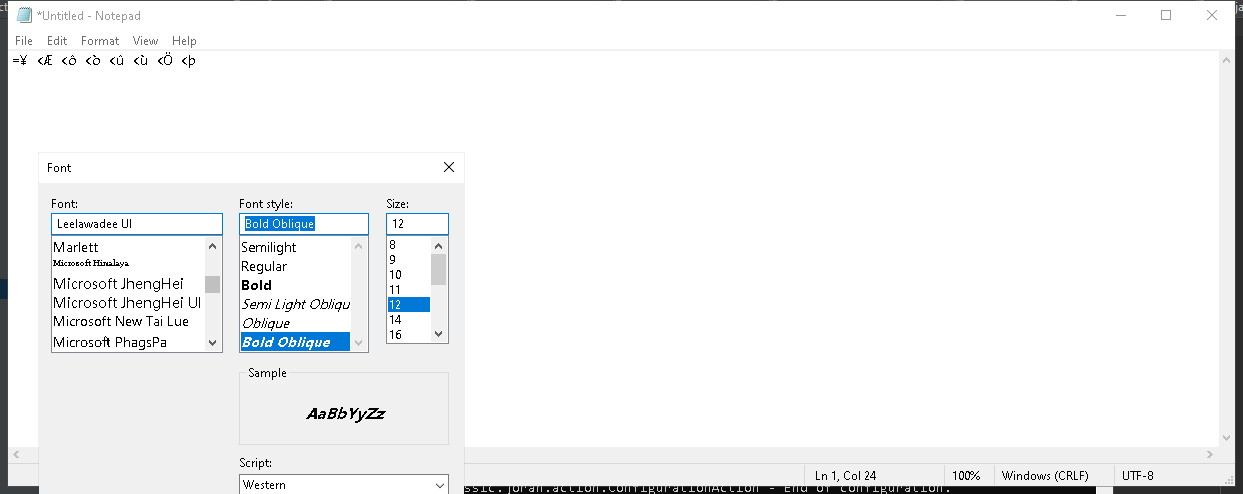 *Untitled - Notepad
File Edit Format View Help
=¥ <Æ <ô <ò <û <ù <Ö <þ
Font
Font: Font style: Size:
Leelawadee UI Bold Oblique 12
Marlett Semilight 8
Microsoft Himalaya Regular 9
Microsoft JhengHei Bold 10
Microsoft JhengHei UI Semi Light Obliqu 11
Microsoft New Tai Lue Oblique 12
Microsoft PhagsPa Bold Oblique 14
16
Sample
AaBbYyZz
Script:
Western
Ln 1, Col 24 100% Windows (CRLF) UTF-8
ssic.joran.action.ConfigurationAction - End of configuration.